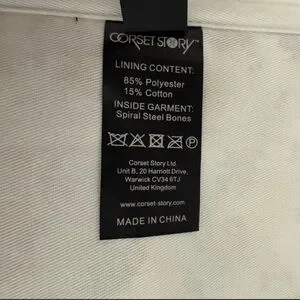 CORSET STORY
LINING CONTENT:
85% Polyester
15% Cotton
INSIDE GARMENT:
Spiral Steel Bones
Corset Story Ltd.
Unit B, 20 Harriott Drive,
Warwick CV34 6TJ
United Kingdom
www.corset-story.com
MADE IN CHINA